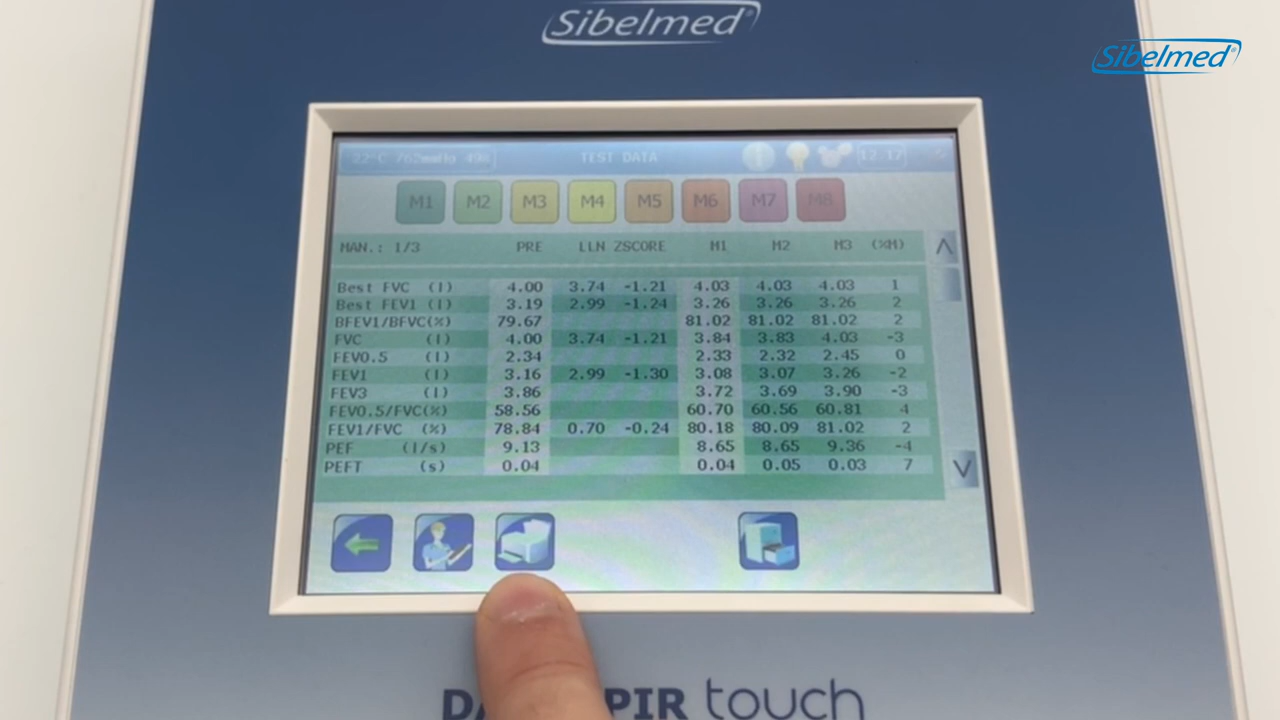 Sibelmed®
Sibelmed®
22°C 762mmHg 49% TEST DATA 12:17
M1 M2 M3 M4 M5 M6 M7 M8
MAN.: 1/3 PRE LLN ZSCORE M1 M2 M3 (%M)
Best FVC (l) 4.00 3.74 -1.21 4.03 4.03 4.03 1
Best FEV1 (l) 3.19 2.99 -1.24 3.26 3.26 3.26 2
BFEV1/BFVC(%) 79.67 81.02 81.02 81.02 2
FVC (l) 4.00 3.74 -1.21 3.84 3.83 4.03 -3
FEV0.5 (l) 2.34 2.33 2.32 2.45 0
FEV1 (l) 3.16 2.99 -1.30 3.08 3.07 3.26 -2
FEV3 (l) 3.86 3.72 3.69 3.90 -3
FEV0.5/FVC(%) 58.56 60.70 60.56 60.81 4
FEV1/FVC (%) 78.84 0.70 -0.24 80.18 80.09 81.02 2
PEF (l/s) 9.13 8.65 8.65 9.36 -4
PEFT (s) 0.04 0.04 0.05 0.03 7
touch